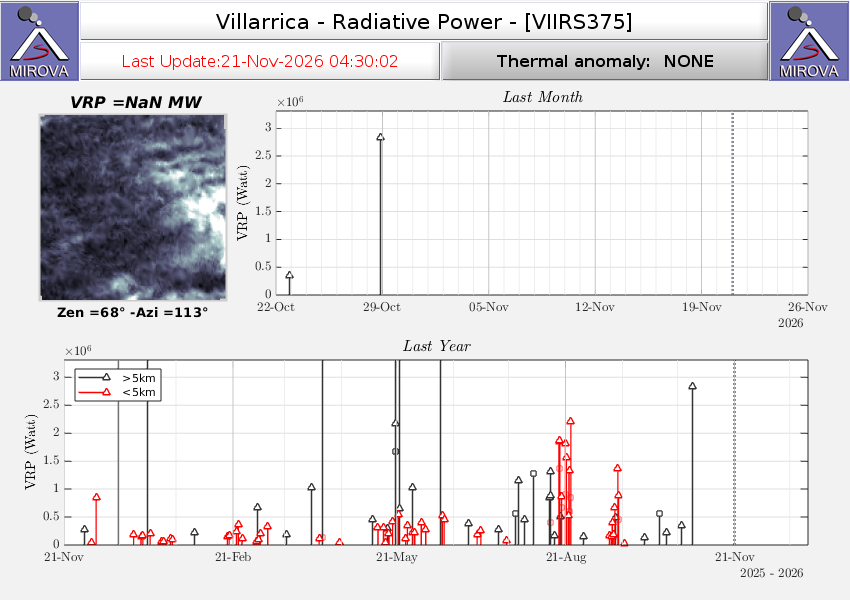 MIROVA
Villarrica - Radiative Power - [VIIRS375]
MIROVA
Last Update:21-Nov-2026 04:30:02
Thermal anomaly: NONE
VRP =NaN MW
Zen =68° -Azi =113°
Last Month
×10⁶
VRP (Watt)
3
2.5
2
1.5
1
0.5
0
22-Oct 29-Oct 05-Nov 12-Nov 19-Nov 26-Nov
2026
Last Year
×10⁶
VRP (Watt)
3
2.5
2
1.5
1
0.5
0
>5km
<5km
21-Nov 21-Feb 21-May 21-Aug 21-Nov
2025 - 2026